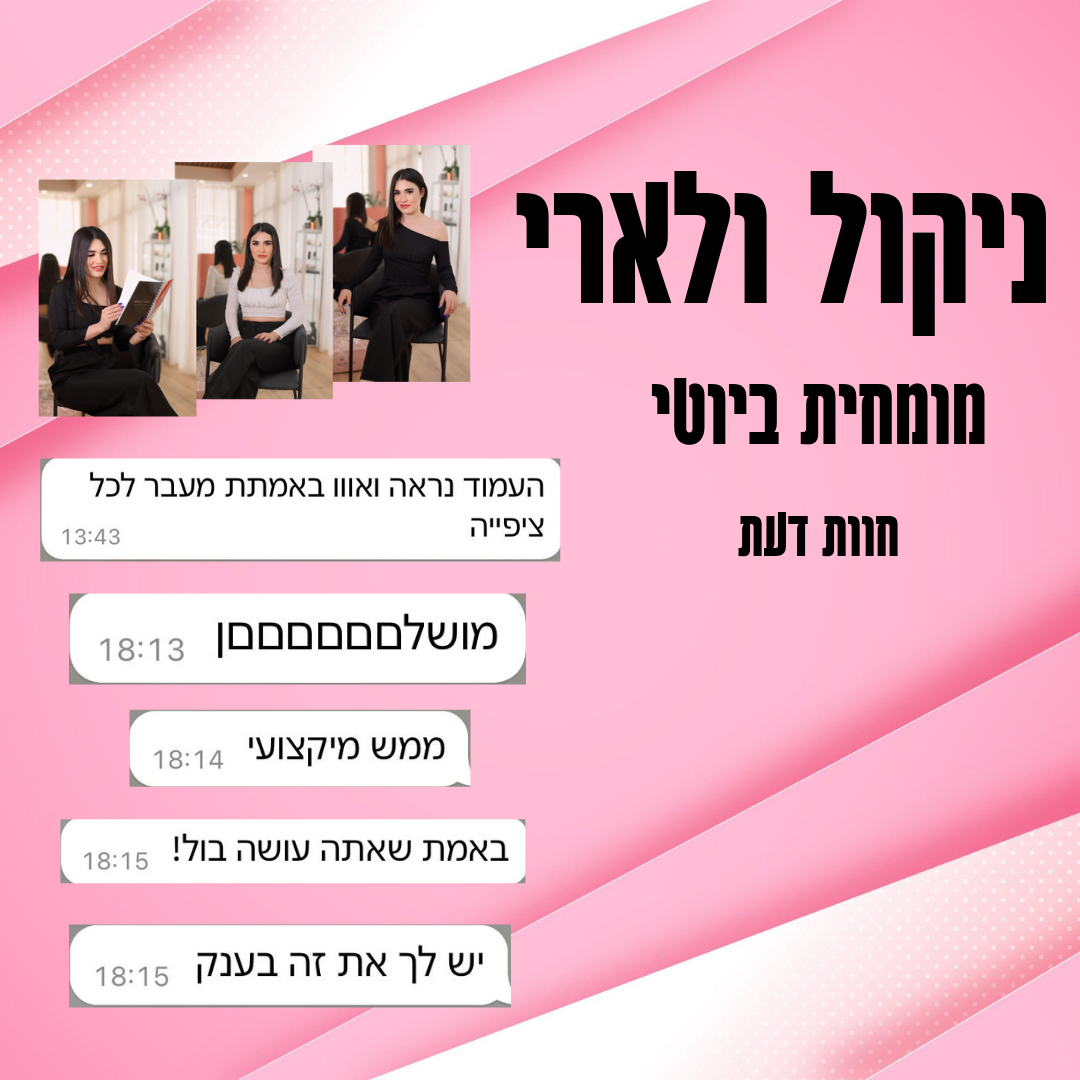 ניקול ולארי
מומחית ביוטי
חוות דעת
העמוד נראה ואווו באמתת מעבר לכל
ציפייה
13:43
מושלםםםםםםםן
18:13
ממש מיקצועי
18:14
באמת שאתה עושה בול!
18:15
יש לך את זה בענק
18:15